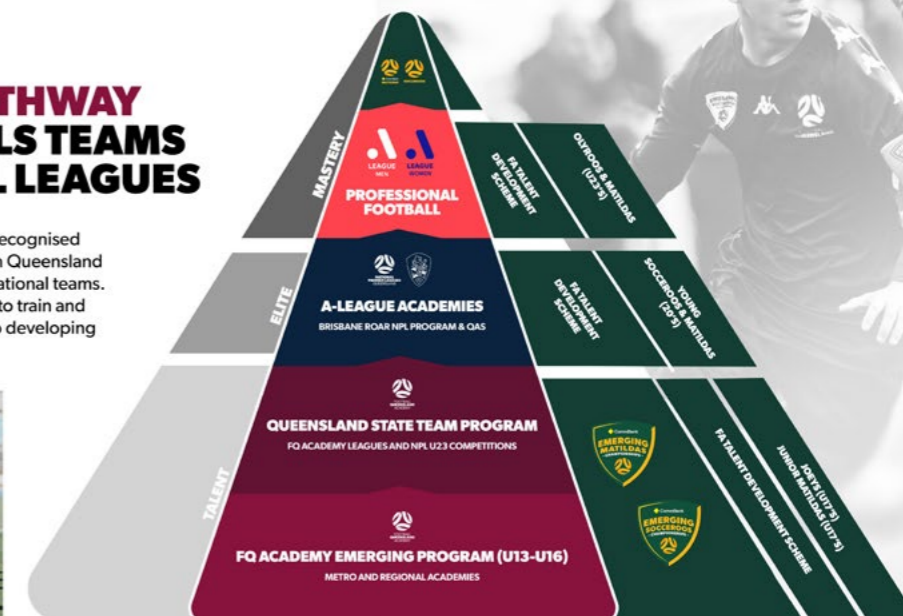 THWAY
LS TEAMS
L LEAGUES
ecognised
n Queensland
ational teams.
to train and
o developing
MASTERY
LEAGUE
MEN
LEAGUE
WOMEN
PROFESSIONAL
FOOTBALL
FA TALENT
DEVELOPMENT
SCHEME
OLYROOS & MATILDAS
(U23'S)
ELITE
A-LEAGUE ACADEMIES
BRISBANE ROAR NPL PROGRAM & QAS
FA TALENT
DEVELOPMENT
SCHEME
YOUNG
SOCCEROOS & MATILDAS
(20'S)
TALENT
QUEENSLAND STATE TEAM PROGRAM
FQ ACADEMY LEAGUES AND NPL U23 COMPETITIONS
CommBank
EMERGING
MATILDAS
CHAMPIONSHIPS
FA TALENT DEVELOPMENT SCHEME
JOEYS (U17'S)
JUNIOR MATILDAS (U17'S)
CommBank
EMERGING
SOCCEROOS
CHAMPIONSHIPS
FQ ACADEMY EMERGING PROGRAM (U13-U16)
METRO AND REGIONAL ACADEMIES